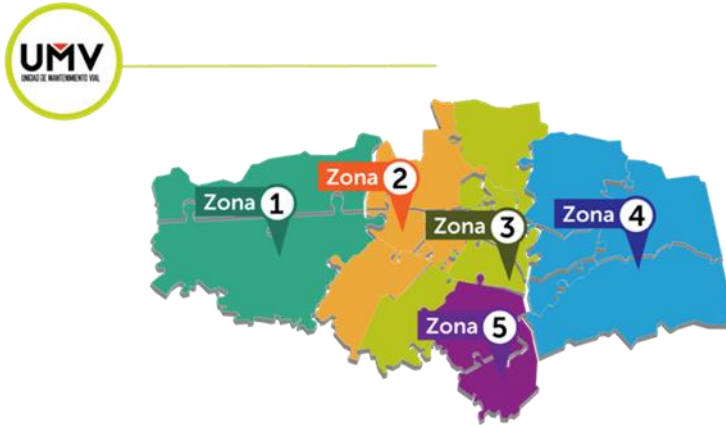 UMV
UNIDAD DE MANTENIMIENTO VIAL
Zona 1
Zona 2
Zona 3
Zona 4
Zona 5